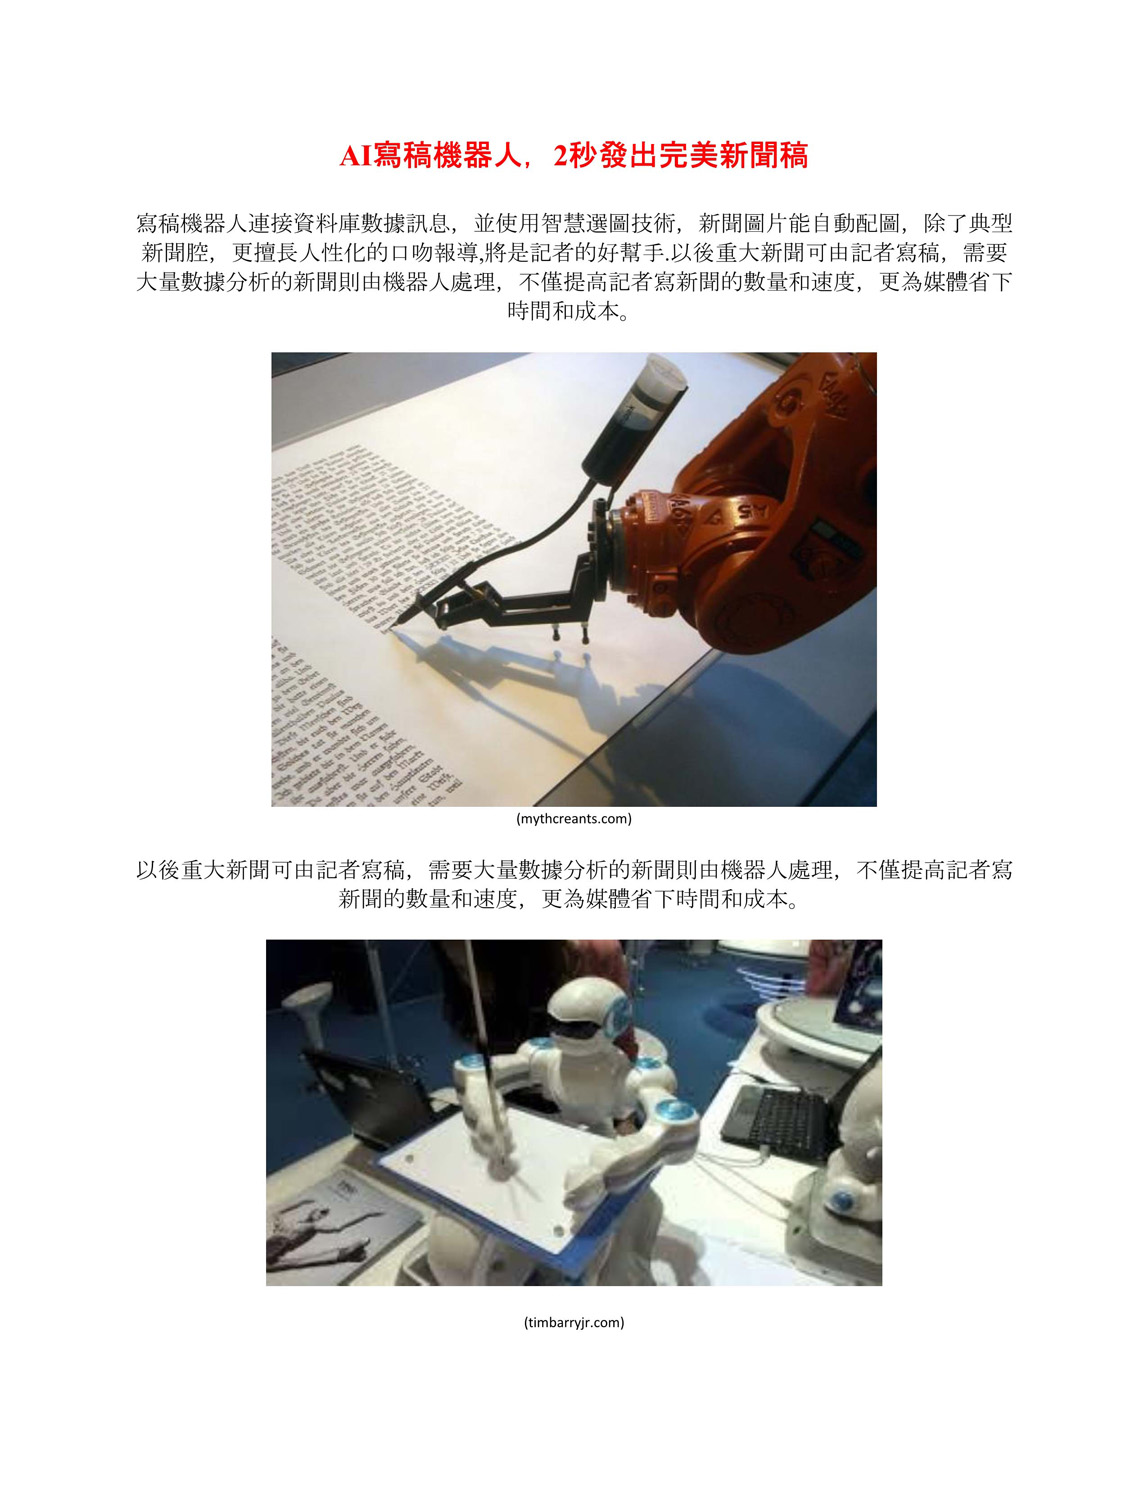 AI寫稿機器人，2秒發出完美新聞稿
寫稿機器人連接資料庫數據訊息，並使用智慧選圖技術，新聞圖片能自動配圖，除了典型
新聞腔，更擅長人性化的口吻報導,將是記者的好幫手.以後重大新聞可由記者寫稿，需要
大量數據分析的新聞則由機器人處理，不僅提高記者寫新聞的數量和速度，更為媒體省下
時間和成本。
(mythcreants.com)
以後重大新聞可由記者寫稿，需要大量數據分析的新聞則由機器人處理，不僅提高記者寫
新聞的數量和速度，更為媒體省下時間和成本。
(timbarryjr.com)